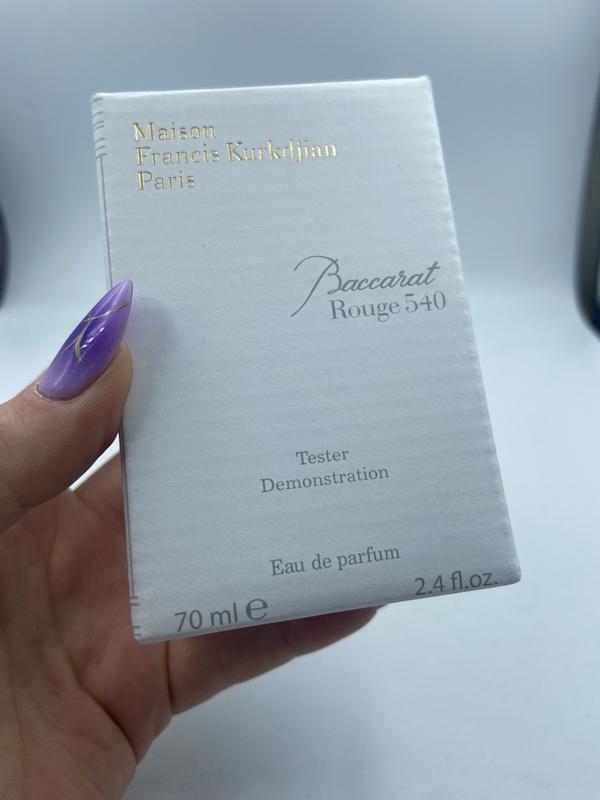 Maison
Francis Kurkdjian
Paris
Baccarat
Rouge 540
Tester
Demonstration
Eau de parfum
70 ml ℮
2.4 fl.oz.